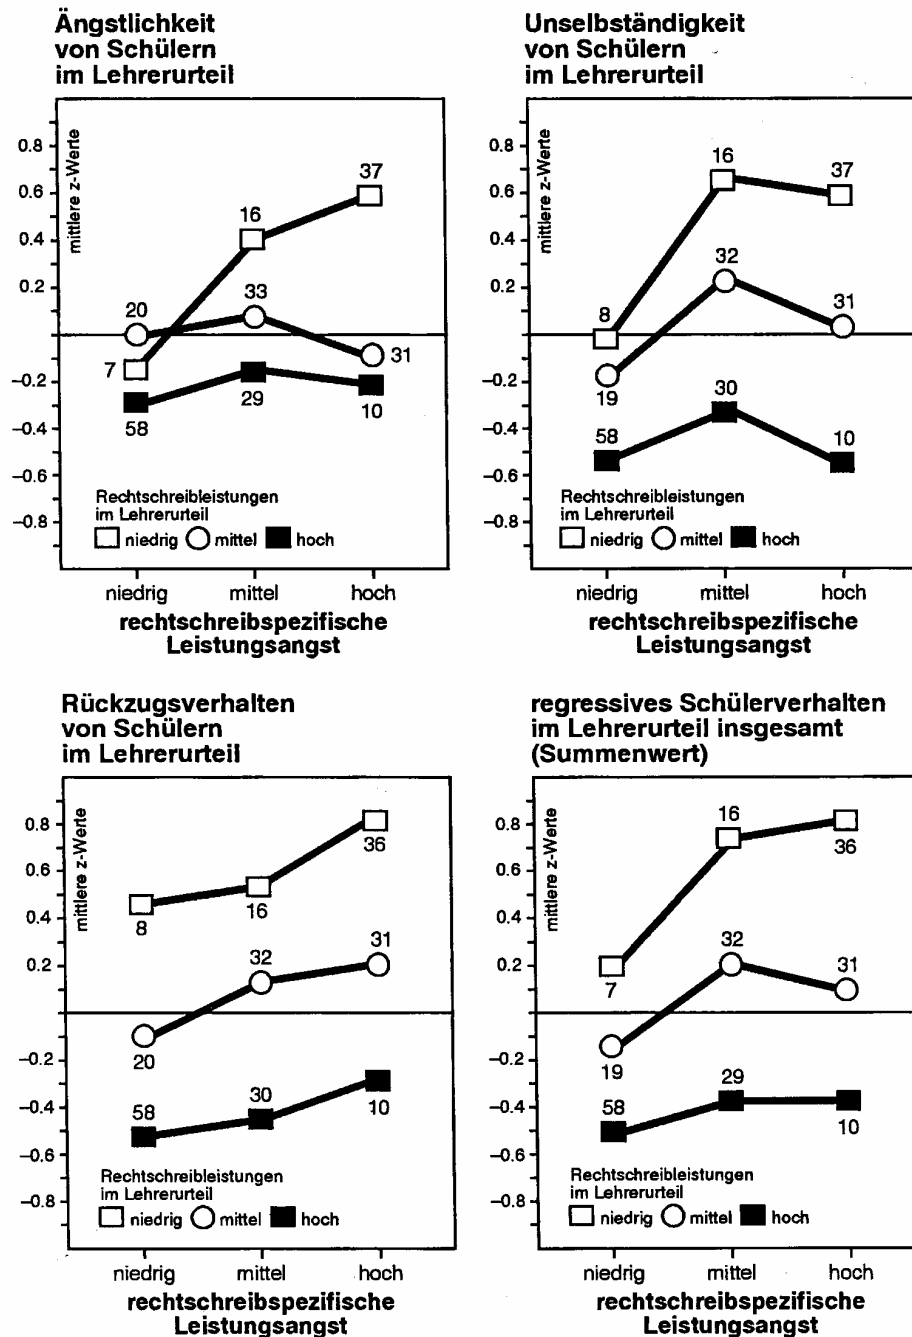 Ängstlichkeit
von Schülern
im Lehrerurteil
mittlere z-Werte
0.8
0.6
0.4
0.2
−0.2
−0.4
−0.6
−0.8
37
16
20
33
7
31
58
29
10
Rechtschreibleistungen
im Lehrerurteil
niedrig mittel hoch
niedrig mittel hoch
rechtschreibspezifische
Leistungsangst
Unselbständigkeit
von Schülern
im Lehrerurteil
mittlere z-Werte
0.8
0.6
0.4
0.2
−0.2
−0.4
−0.6
−0.8
16
37
32
8
31
19
30
58
10
Rechtschreibleistungen
im Lehrerurteil
niedrig mittel hoch
niedrig mittel hoch
rechtschreibspezifische
Leistungsangst
Rückzugsverhalten
von Schülern
im Lehrerurteil
mittlere z-Werte
0.8
0.6
0.4
0.2
−0.2
−0.4
−0.6
−0.8
36
8
16
32
31
20
58
30
10
Rechtschreibleistungen
im Lehrerurteil
niedrig mittel hoch
niedrig mittel hoch
rechtschreibspezifische
Leistungsangst
regressives Schülerverhalten
im Lehrerurteil insgesamt
(Summenwert)
mittlere z-Werte
0.8
0.6
0.4
0.2
−0.2
−0.4
−0.6
−0.8
16
36
7
32
31
19
58
29
10
Rechtschreibleistungen
im Lehrerurteil
niedrig mittel hoch
niedrig mittel hoch
rechtschreibspezifische
Leistungsangst